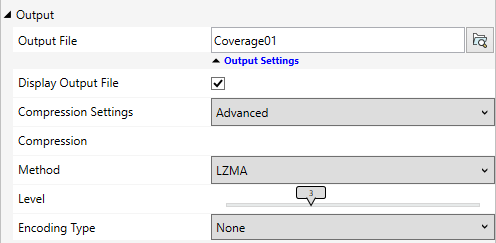 Output
Output File Coverage01
Output Settings
Display Output File
Compression Settings Advanced
Compression
Method LZMA
Level 3
Encoding Type None